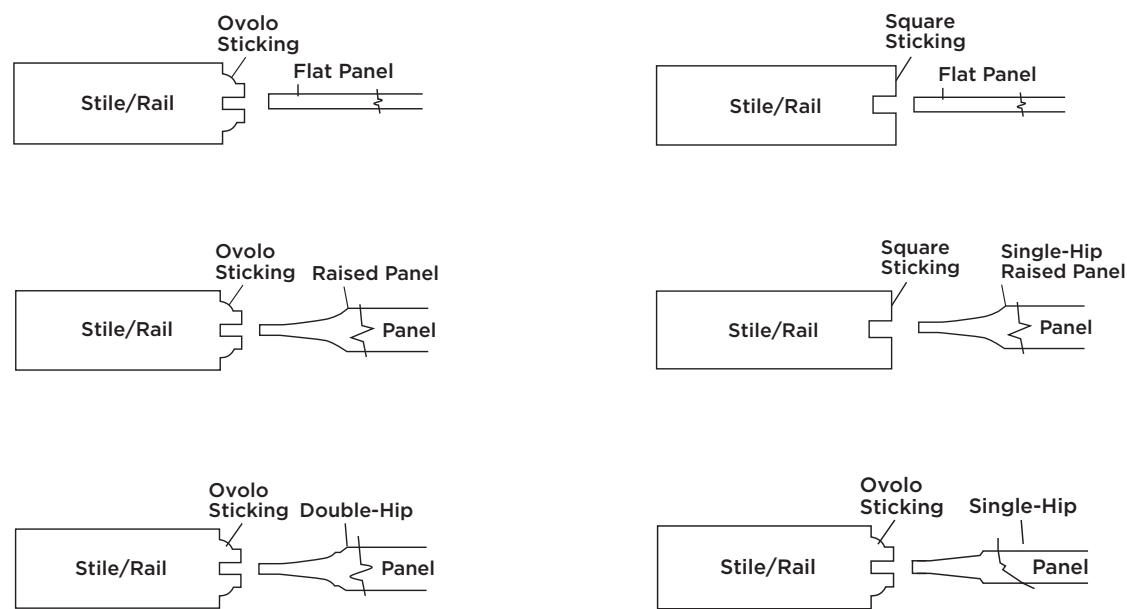 Ovolo
Sticking
Flat Panel
Stile/Rail
Square
Sticking
Flat Panel
Stile/Rail
Ovolo
Sticking
Raised Panel
Stile/Rail
Panel
Square
Sticking
Single-Hip
Raised Panel
Stile/Rail
Panel
Ovolo
Sticking
Double-Hip
Stile/Rail
Panel
Ovolo
Sticking
Single-Hip
Stile/Rail
Panel